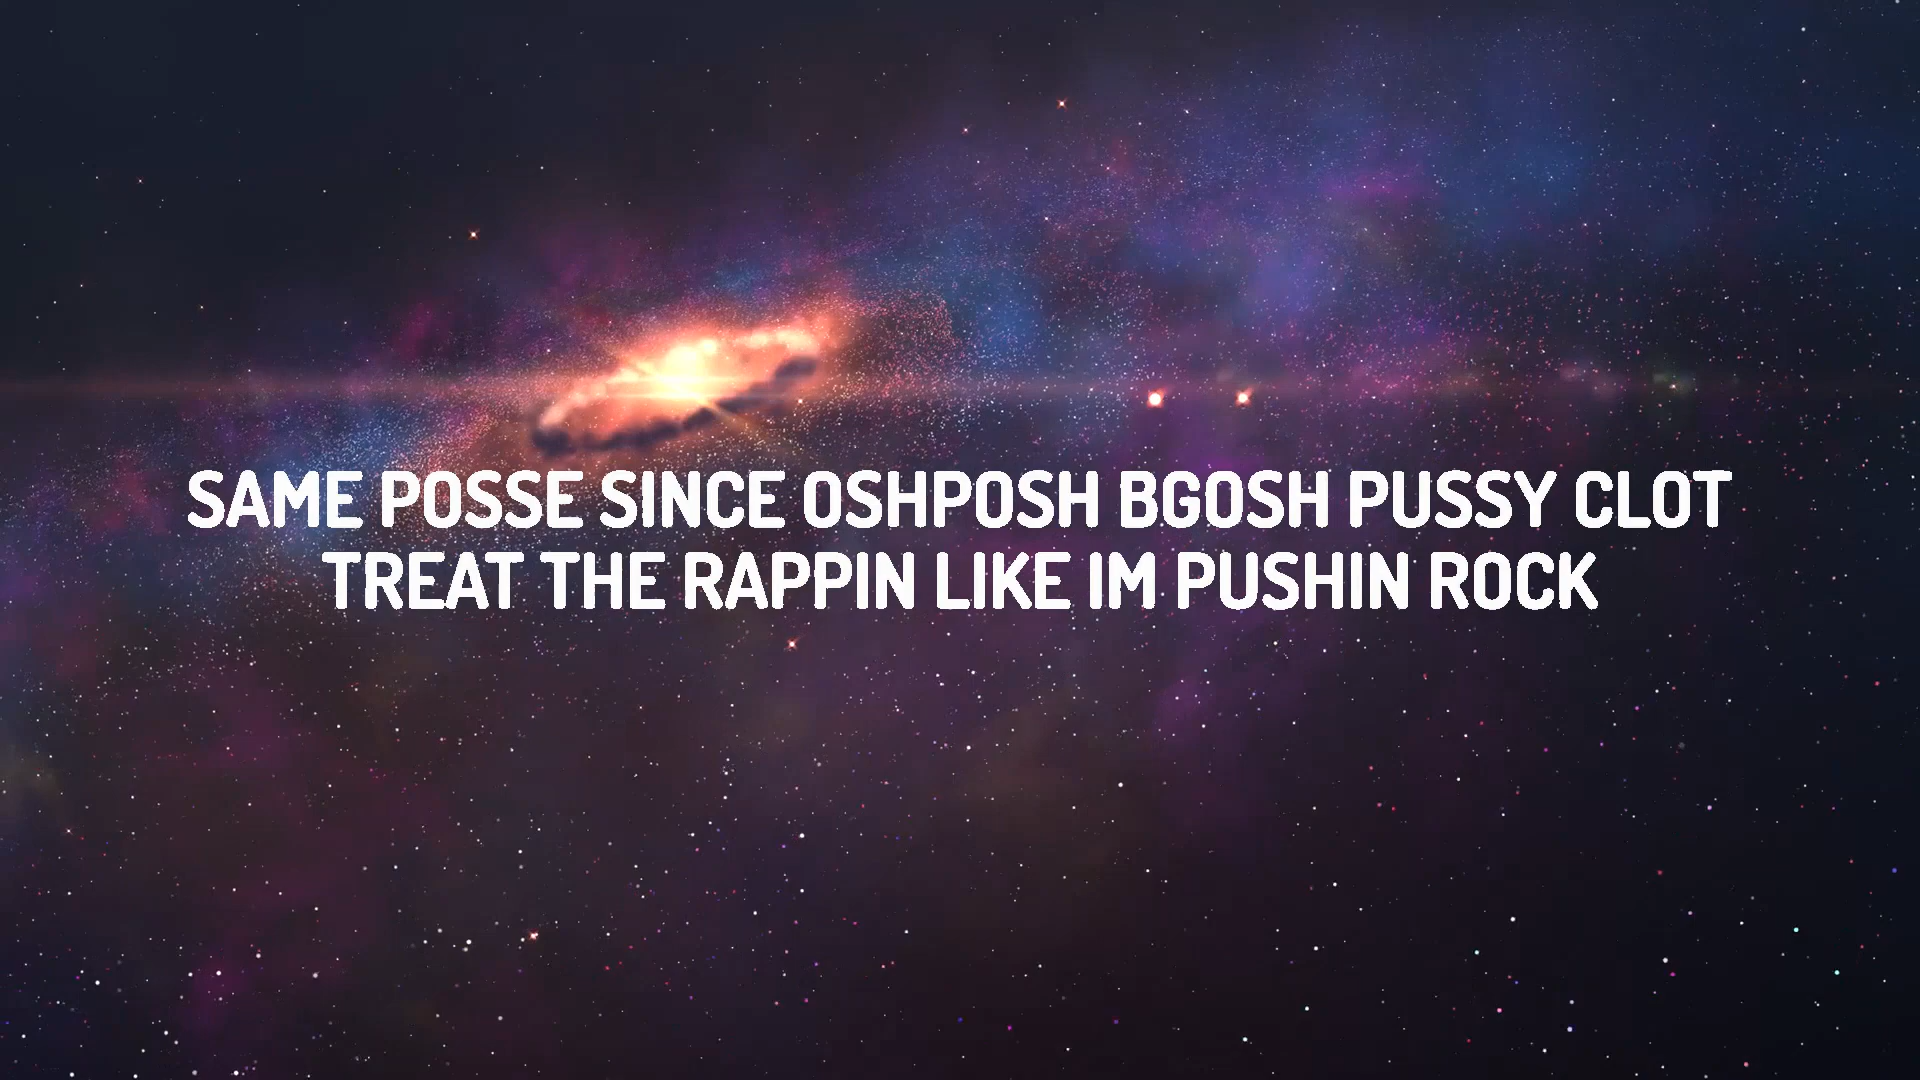 SAME POSSE SINCE OSHPOSH BGOSH PUSSY CLOT
TREAT THE RAPPIN LIKE IM PUSHIN ROCK